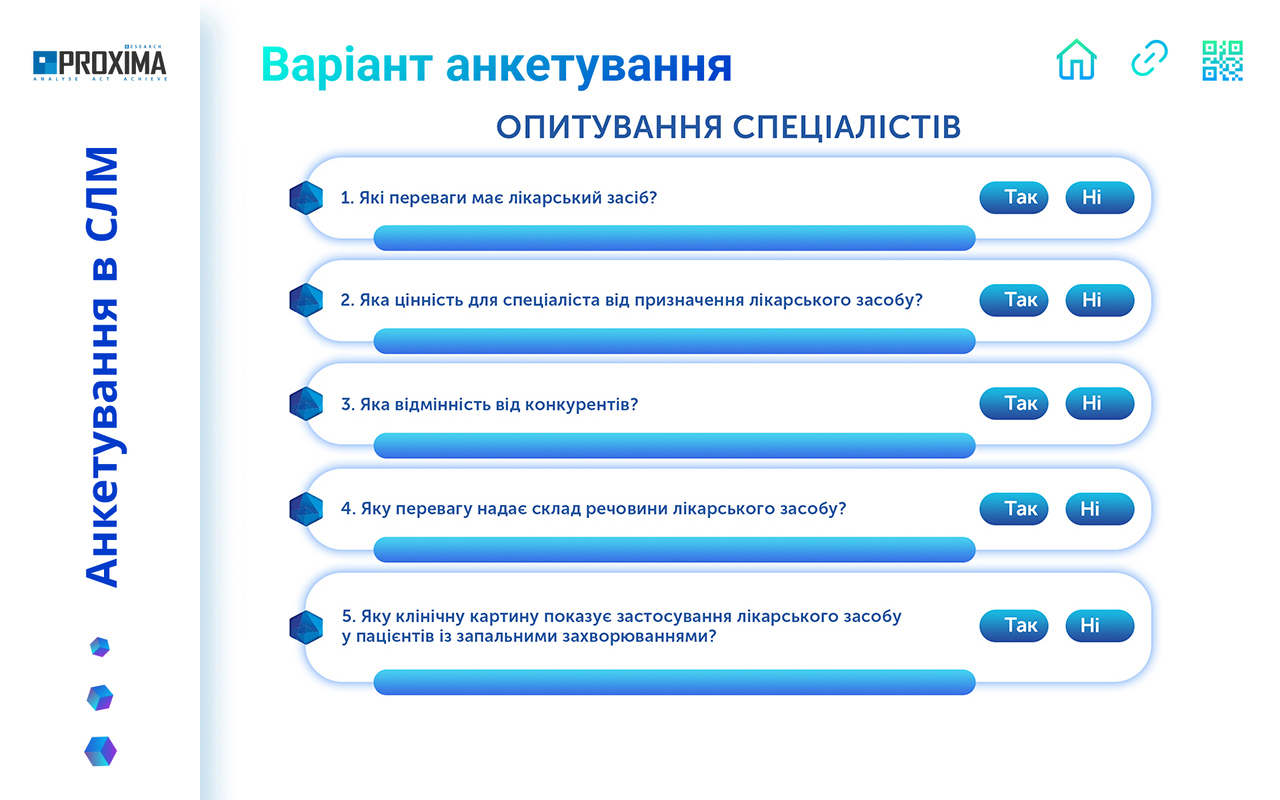 RESEARCH
PROXIMA
ANALYSE ACT ACHIEVE
Анкетування в СЛМ
Варіант анкетування
ОПИТУВАННЯ СПЕЦІАЛІСТІВ
1. Які переваги має лікарський засіб?
Так Ні
2. Яка цінність для спеціаліста від призначення лікарського засобу?
Так Ні
3. Яка відмінність від конкурентів?
Так Ні
4. Яку перевагу надає склад речовини лікарського засобу?
Так Ні
5. Яку клінічну картину показує застосування лікарського засобу
у пацієнтів із запальними захворюваннями?
Так Ні